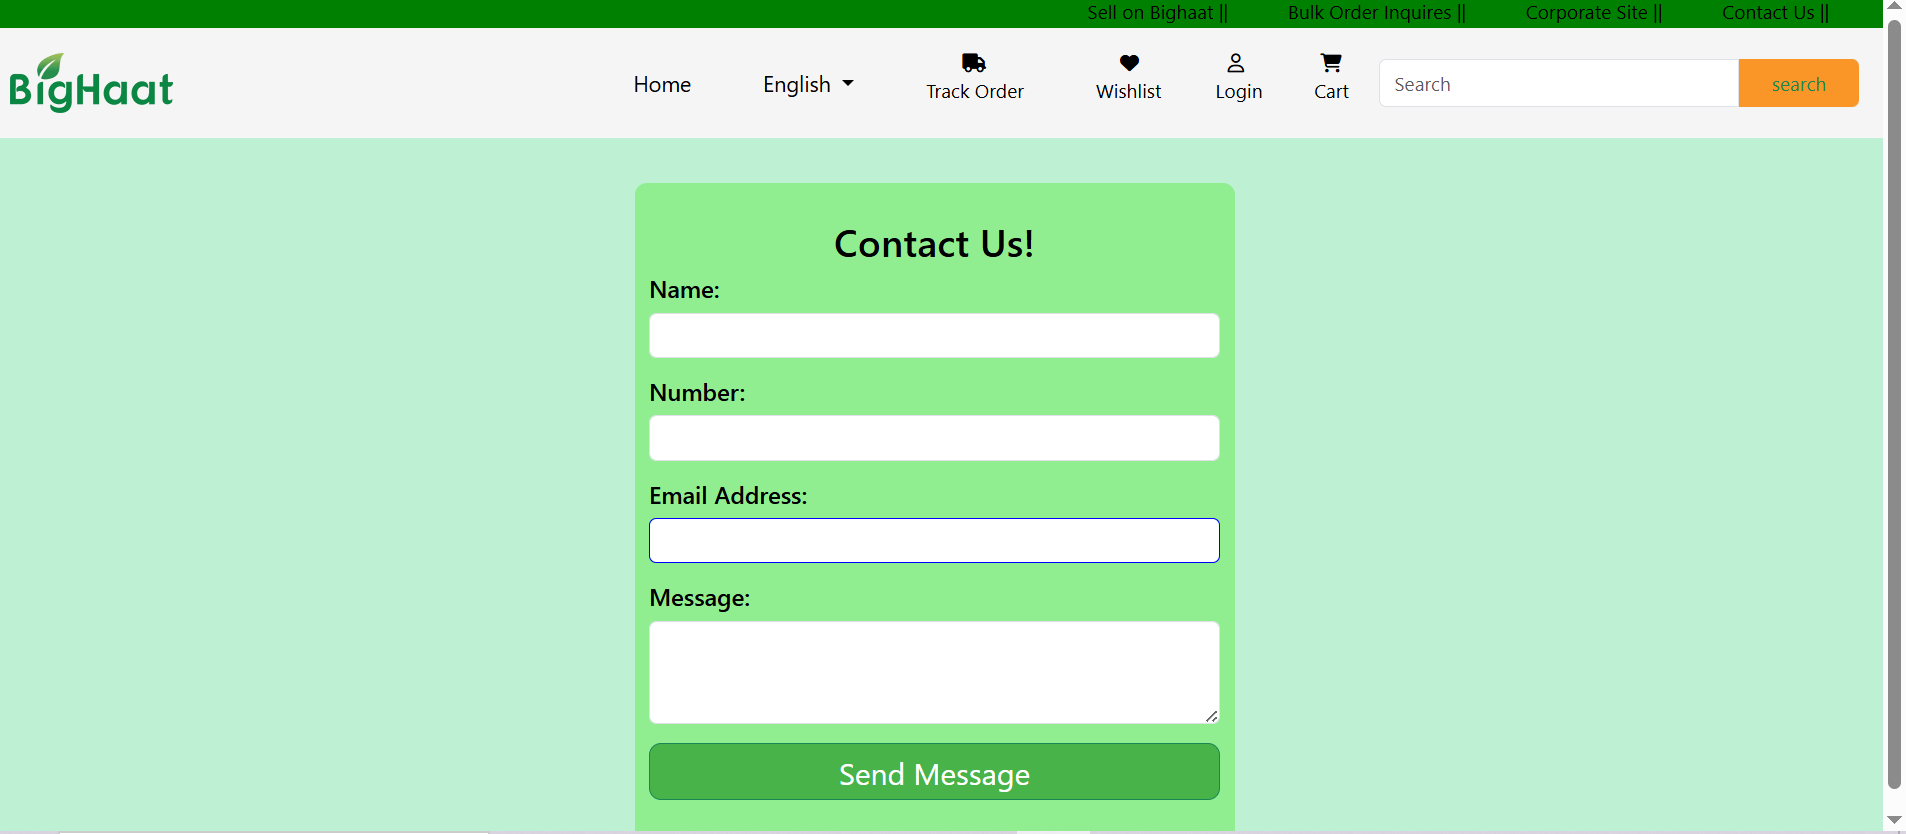 Sell on Bighaat || Bulk Order Inquires || Corporate Site || Contact Us ||
BigHaat
Home English Track Order Wishlist Login Cart Search search
Contact Us!
Name:
Number:
Email Address:
Message:
Send Message